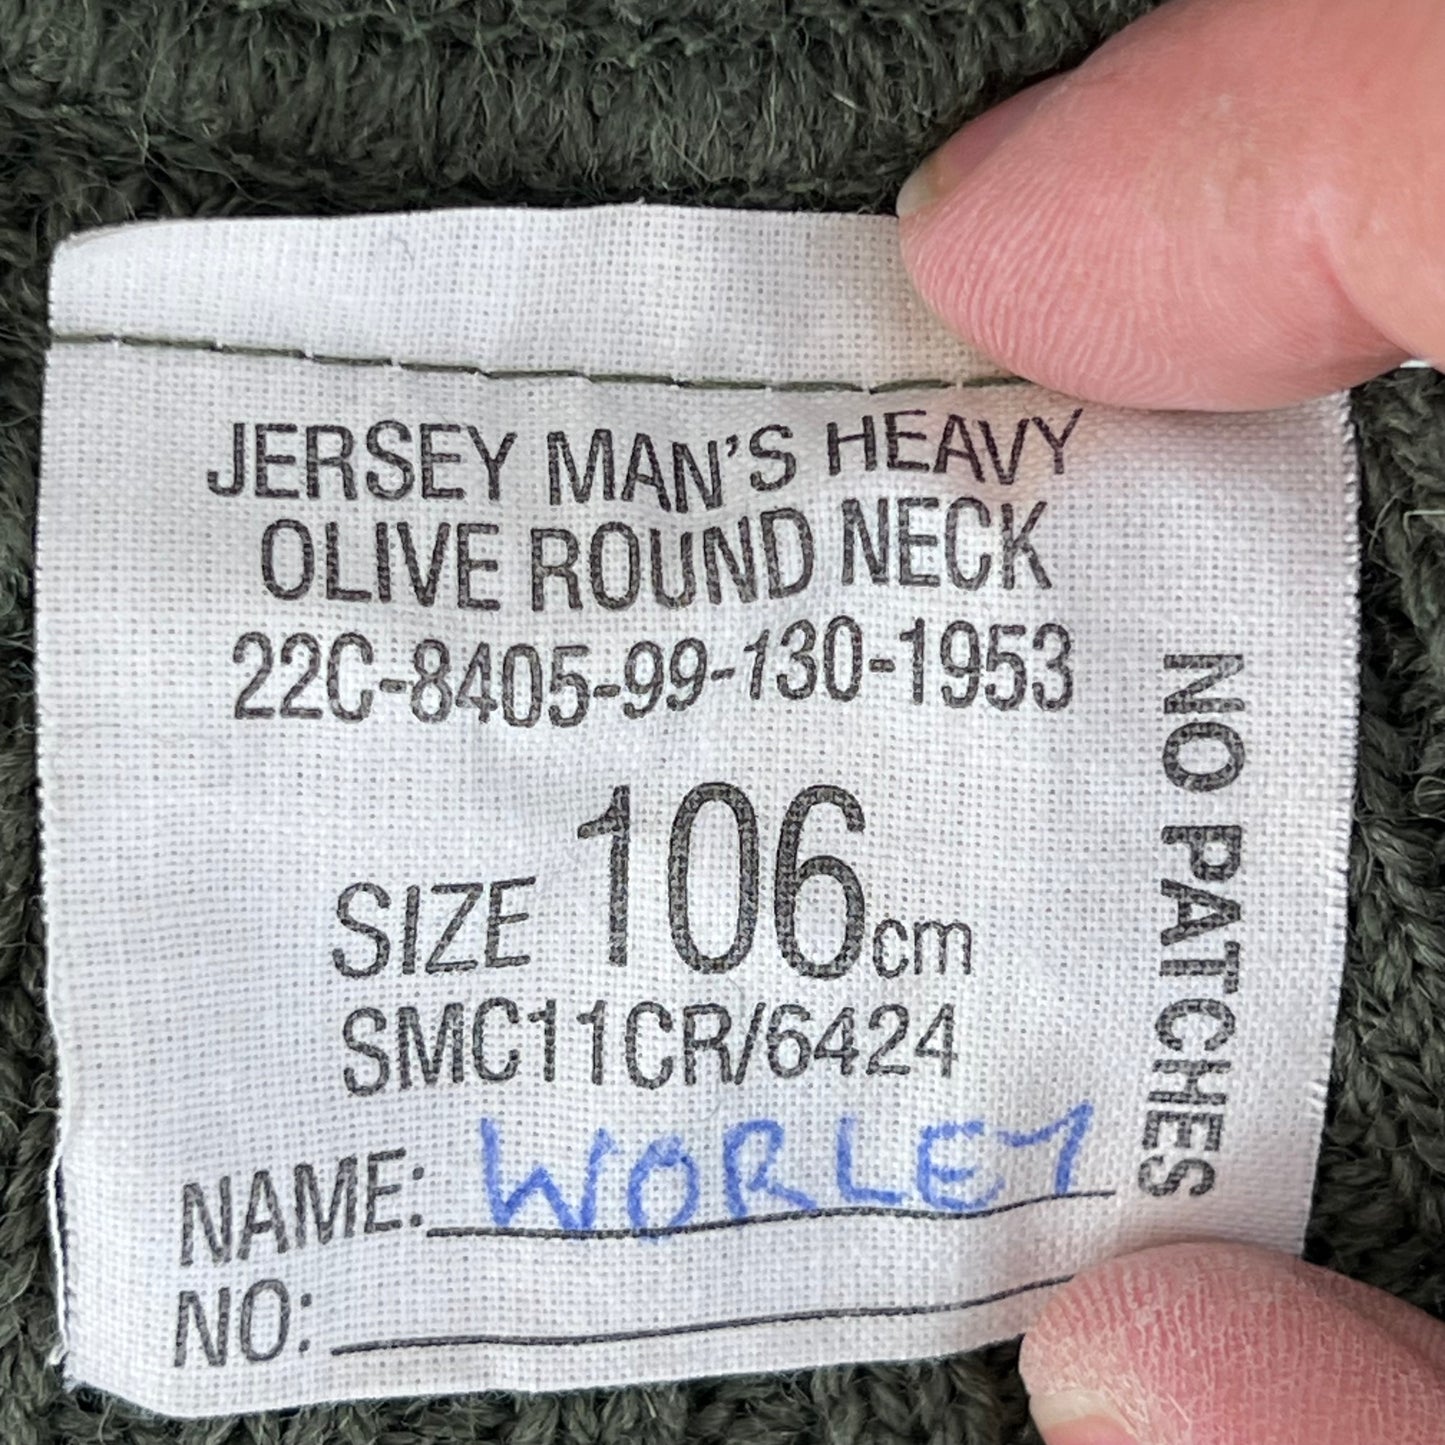 JERSEY MAN'S HEAVY
OLIVE ROUND NECK
22C-8405-99-130-1953
SIZE 106cm
SMC11CR/6424
NAME: WORLEY
NO:
NO PATCHES